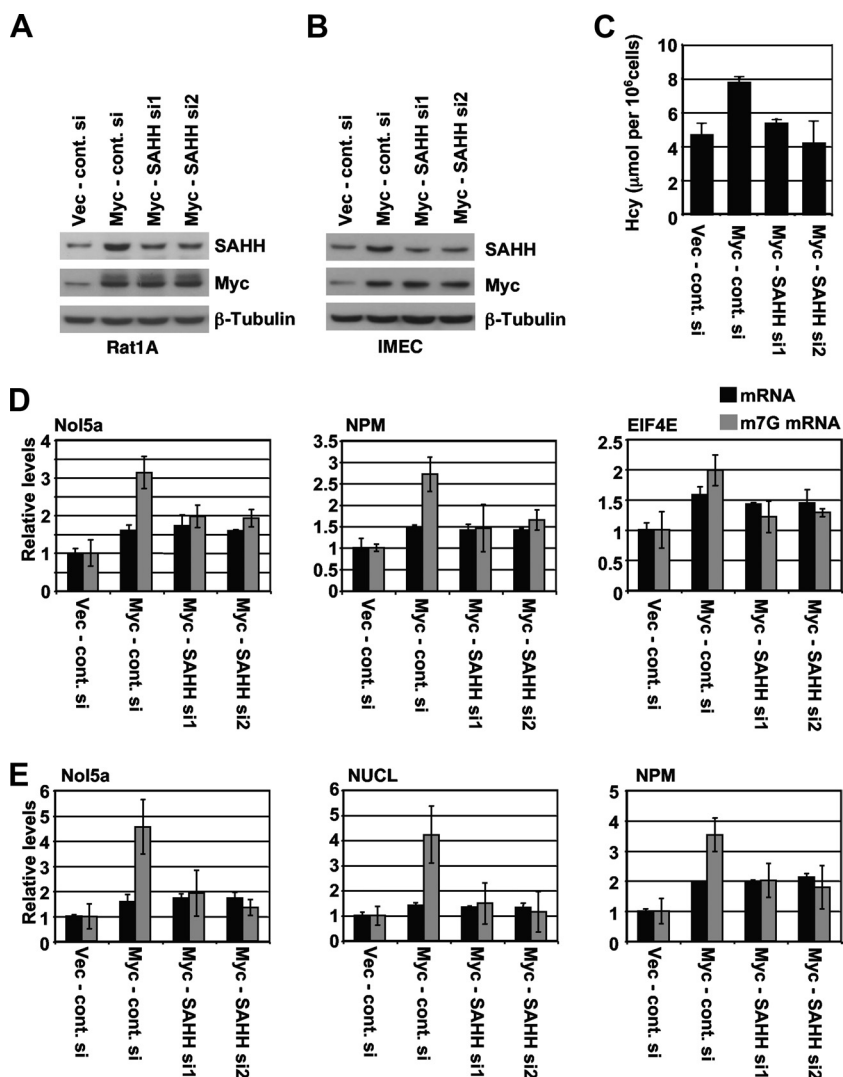 A
Vec - cont. si
Myc - cont. si
Myc - SAHH si1
Myc - SAHH si2
SAHH
Myc
β-Tubulin
Rat1A
B
Vec - cont. si
Myc - cont. si
Myc - SAHH si1
Myc - SAHH si2
SAHH
Myc
β-Tubulin
IMEC
C
Hcy (μmol per 10⁶cells)
10
8
6
4
2
0
Vec - cont. si
Myc - cont. si
Myc - SAHH si1
Myc - SAHH si2
D
mRNA
m7G mRNA
Nol5a
Relative levels
4
3
2
1
0
Vec - cont. si
Myc - cont. si
Myc - SAHH si1
Myc - SAHH si2
NPM
3.5
3
2.5
2
1.5
1
0.5
0
Vec - cont. si
Myc - cont. si
Myc - SAHH si1
Myc - SAHH si2
EIF4E
2.5
2
1.5
1
0.5
0
Vec - cont. si
Myc - cont. si
Myc - SAHH si1
Myc - SAHH si2
E
Nol5a
Relative levels
6
5
4
3
2
1
0
Vec - cont. si
Myc - cont. si
Myc - SAHH si1
Myc - SAHH si2
NUCL
6
5
4
3
2
1
0
Vec - cont. si
Myc - cont. si
Myc - SAHH si1
Myc - SAHH si2
NPM
5
4
3
2
1
0
Vec - cont. si
Myc - cont. si
Myc - SAHH si1
Myc - SAHH si2